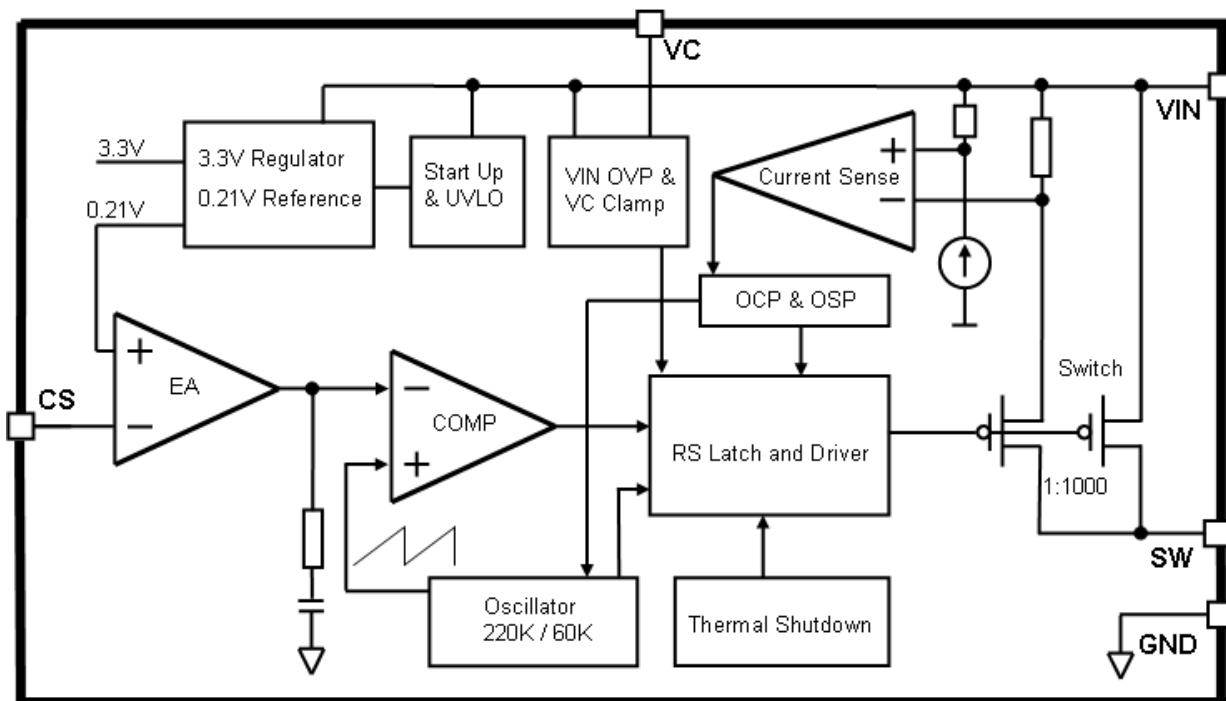 VC
VIN
3.3V
3.3V Regulator
0.21V Reference
0.21V
Start Up
& UVLO
VIN OVP &
VC Clamp
+
Current Sense
−
OCP & OSP
CS
+
EA
−
−
COMP
+
RS Latch and Driver
Switch
1:1000
SW
Oscillator
220K / 60K
Thermal Shutdown
GND